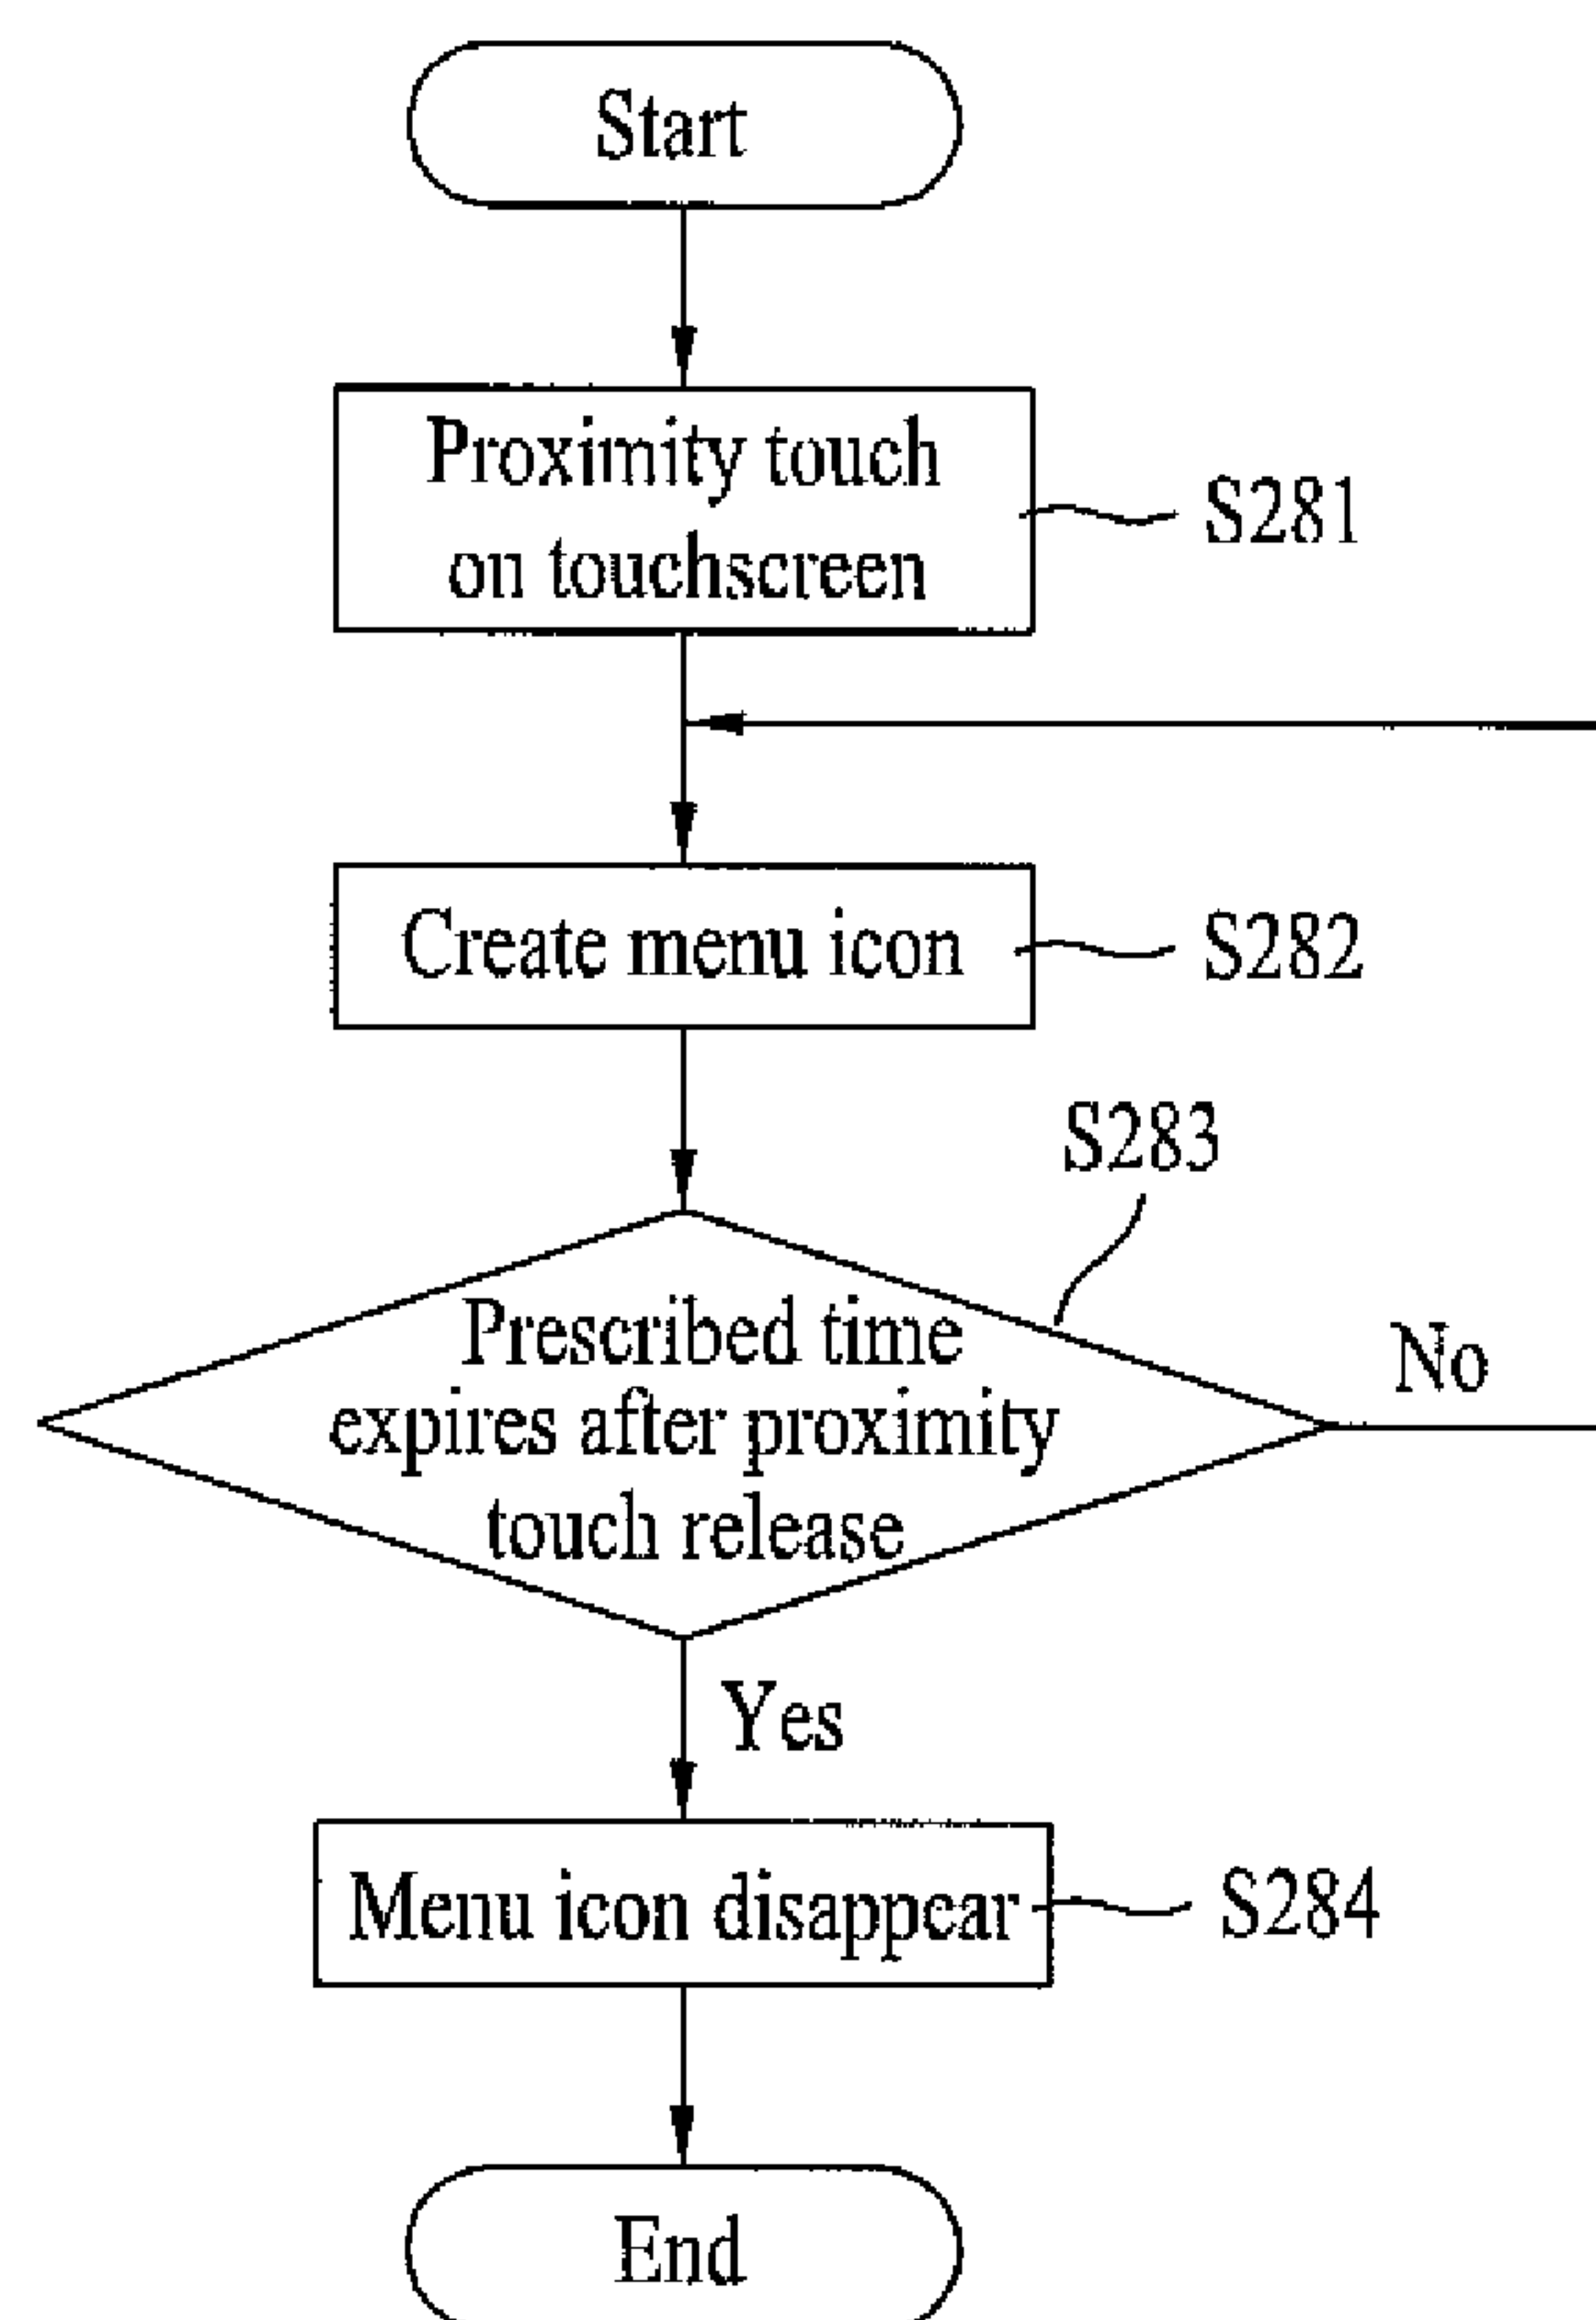 Start
Proximity touch
on touchscreen
S281
Create menu icon
S282
S283
Prescribed time
expires after proximity
touch release
No
Yes
Menu icon disappear
S284
End